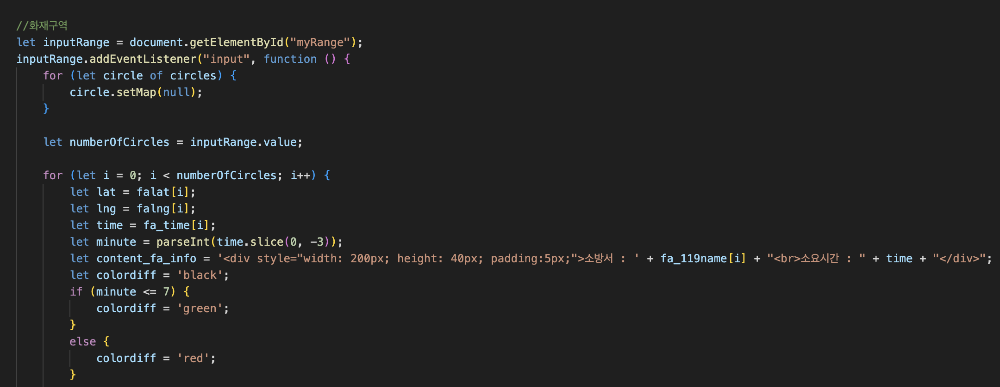 //화재구역
let inputRange = document.getElementById("myRange");
inputRange.addEventListener("input", function () {
    for (let circle of circles) {
        circle.setMap(null);
    }

    let numberOfCircles = inputRange.value;

    for (let i = 0; i < numberOfCircles; i++) {
        let lat = falat[i];
        let lng = falng[i];
        let time = fa_time[i];
        let minute = parseInt(time.slice(0, -3));
        let content_fa_info = '<div style="width: 200px; height: 40px; padding:5px;">소방서 : ' + fa_119name[i] + "<br>소요시간 : " + time + "</div>";
        let colordiff = 'black';
        if (minute <= 7) {
            colordiff = 'green';
        }
        else {
            colordiff = 'red';
        }